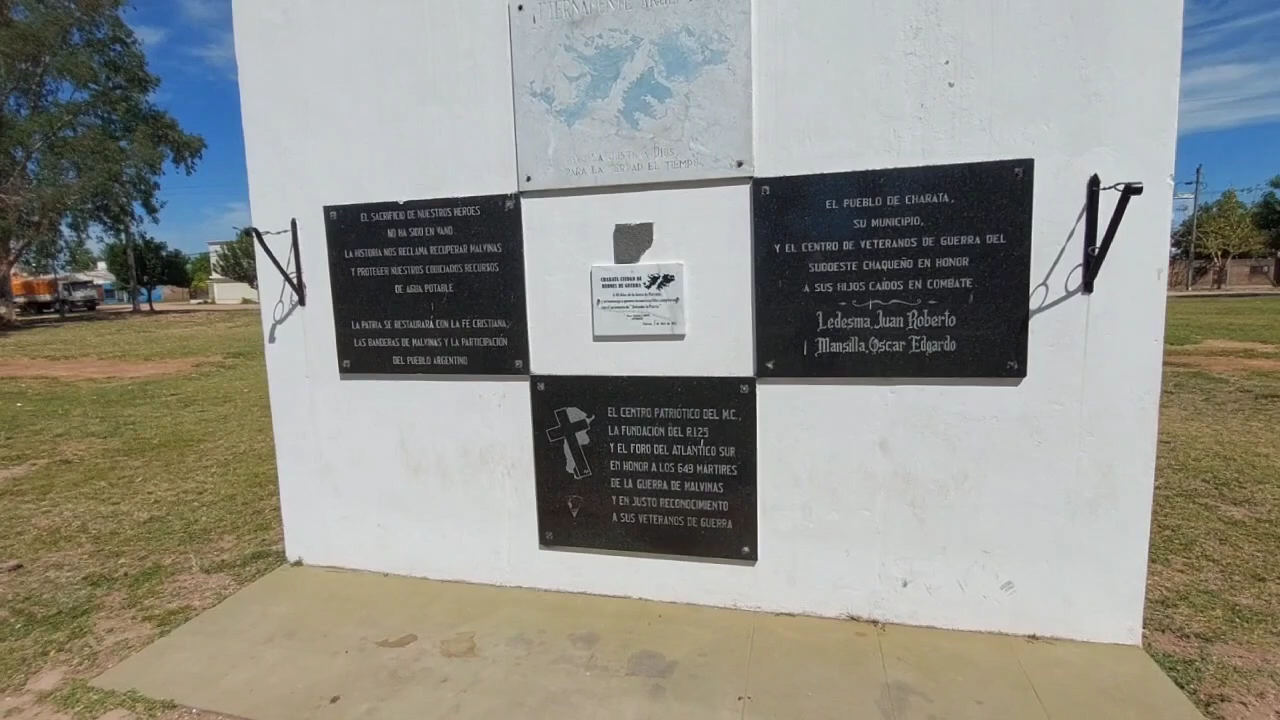 ETERNAMENTE ARGEN
JUSTICIA DIOS,
PARA LA VERDAD EL TIEMPO
EL SACRIFICIO DE NUESTROS HEROES
NO HA SIDO EN VANO
LA HISTORIA NOS RECLAMA RECUPERAR MALVINAS
Y PROTEGER NUESTROS CODICIADOS RECURSOS
DE AGUA POTABLE
LA PATRIA SE RESTAURARÁ CON LA FE CRISTIANA,
LAS BANDERAS DE MALVINAS Y LA PARTICIPACIÓN
DEL PUEBLO ARGENTINO
CHARATA CIUDAD DE
HEROES DE GUERRA
EL PUEBLO DE CHARATA,
SU MUNICIPIO,
Y EL CENTRO DE VETERANOS DE GUERRA DEL
SUDOESTE CHAQUEÑO EN HONOR
A SUS HIJOS CAÍDOS EN COMBATE.
Ledesma, Juan Roberto
Mansilla, Oscar Edgardo
EL CENTRO PATRIÓTICO DEL M.C.,
LA FUNDACIÓN DEL R.I.25
Y EL FORO DEL ATLÁNTICO SUR
EN HONOR A LOS 649 MÁRTIRES
DE LA GUERRA DE MALVINAS
Y EN JUSTO RECONOCIMIENTO
A SUS VETERANOS DE GUERRA